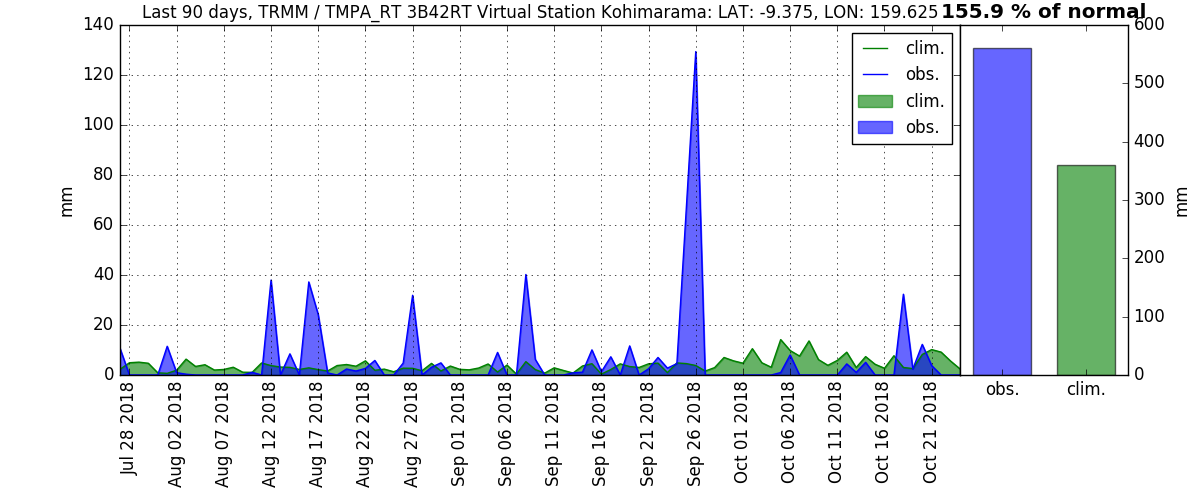 Last 90 days, TRMM / TMPA_RT 3B42RT Virtual Station Kohimarama: LAT: -9.375, LON: 159.625 155.9 % of normal
140
120
100
80
60
40
20
0
mm
clim.
obs.
clim.
obs.
600
500
400
300
200
100
0
mm
Jul 28 2018
Aug 02 2018
Aug 07 2018
Aug 12 2018
Aug 17 2018
Aug 22 2018
Aug 27 2018
Sep 01 2018
Sep 06 2018
Sep 11 2018
Sep 16 2018
Sep 21 2018
Sep 26 2018
Oct 01 2018
Oct 06 2018
Oct 11 2018
Oct 16 2018
Oct 21 2018
obs. clim.